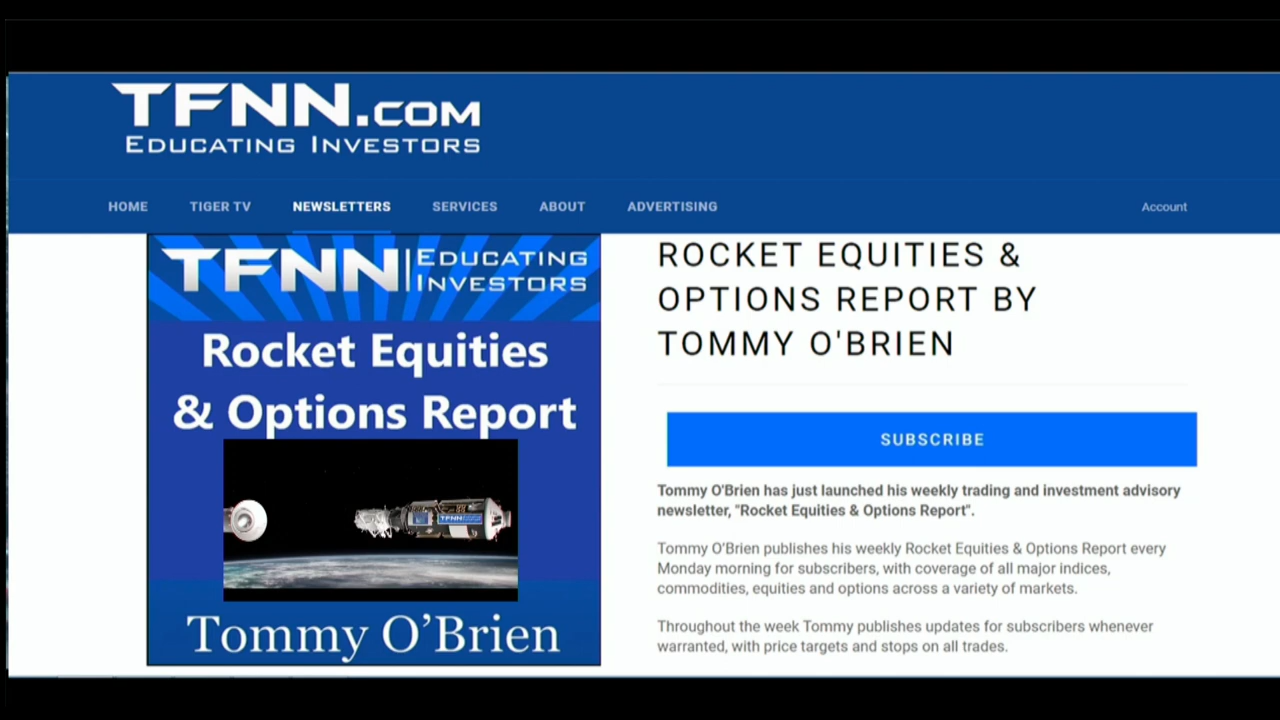 TFNN.COM
EDUCATING INVESTORS
HOME TIGER TV NEWSLETTERS SERVICES ABOUT ADVERTISING Account
TFNN EDUCATING
INVESTORS
Rocket Equities
& Options Report
TFNN
Tommy O’Brien
ROCKET EQUITIES &
OPTIONS REPORT BY
TOMMY O'BRIEN
SUBSCRIBE
Tommy O'Brien has just launched his weekly trading and investment advisory
newsletter, "Rocket Equities & Options Report".
Tommy O’Brien publishes his weekly Rocket Equities & Options Report every
Monday morning for subscribers, with coverage of all major indices,
commodities, equities and options across a variety of markets.
Throughout the week Tommy publishes updates for subscribers whenever
warranted, with price targets and stops on all trades.